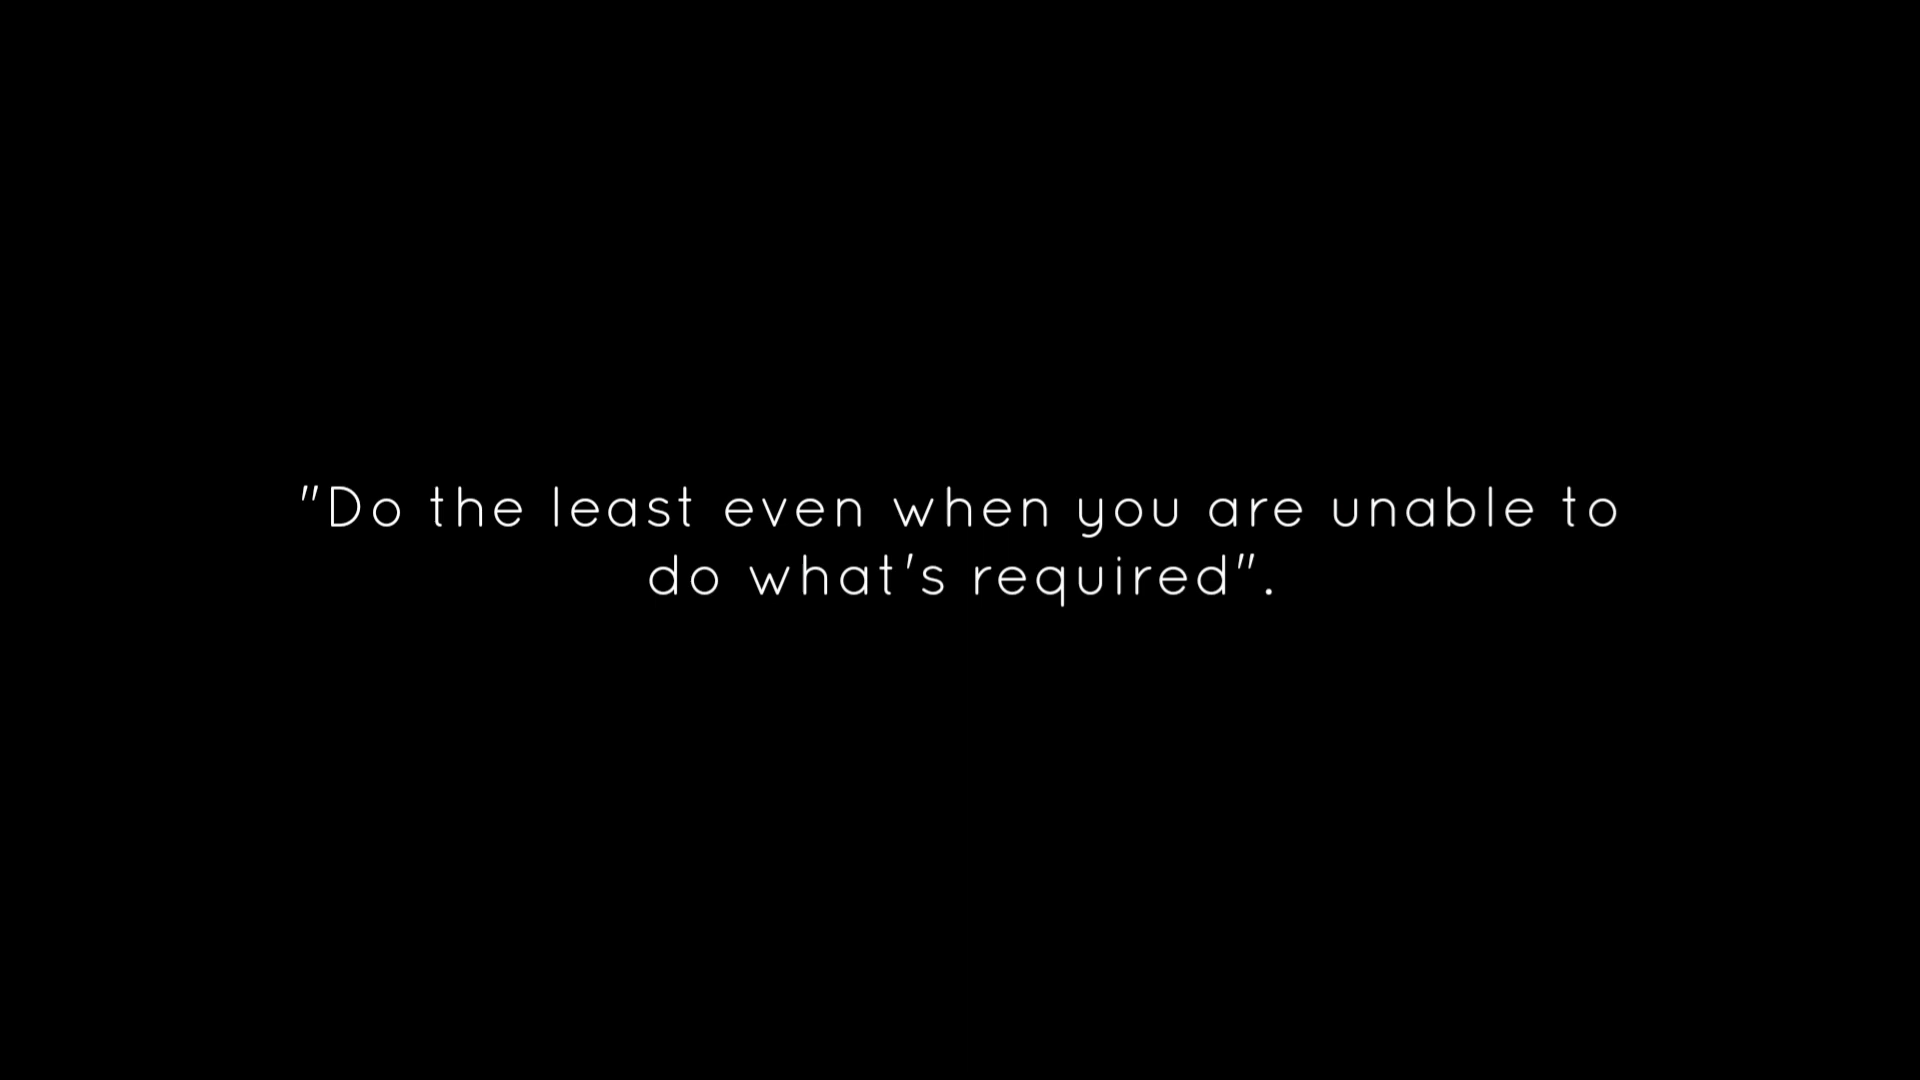 "Do the least even when you are unable to
do what's required".